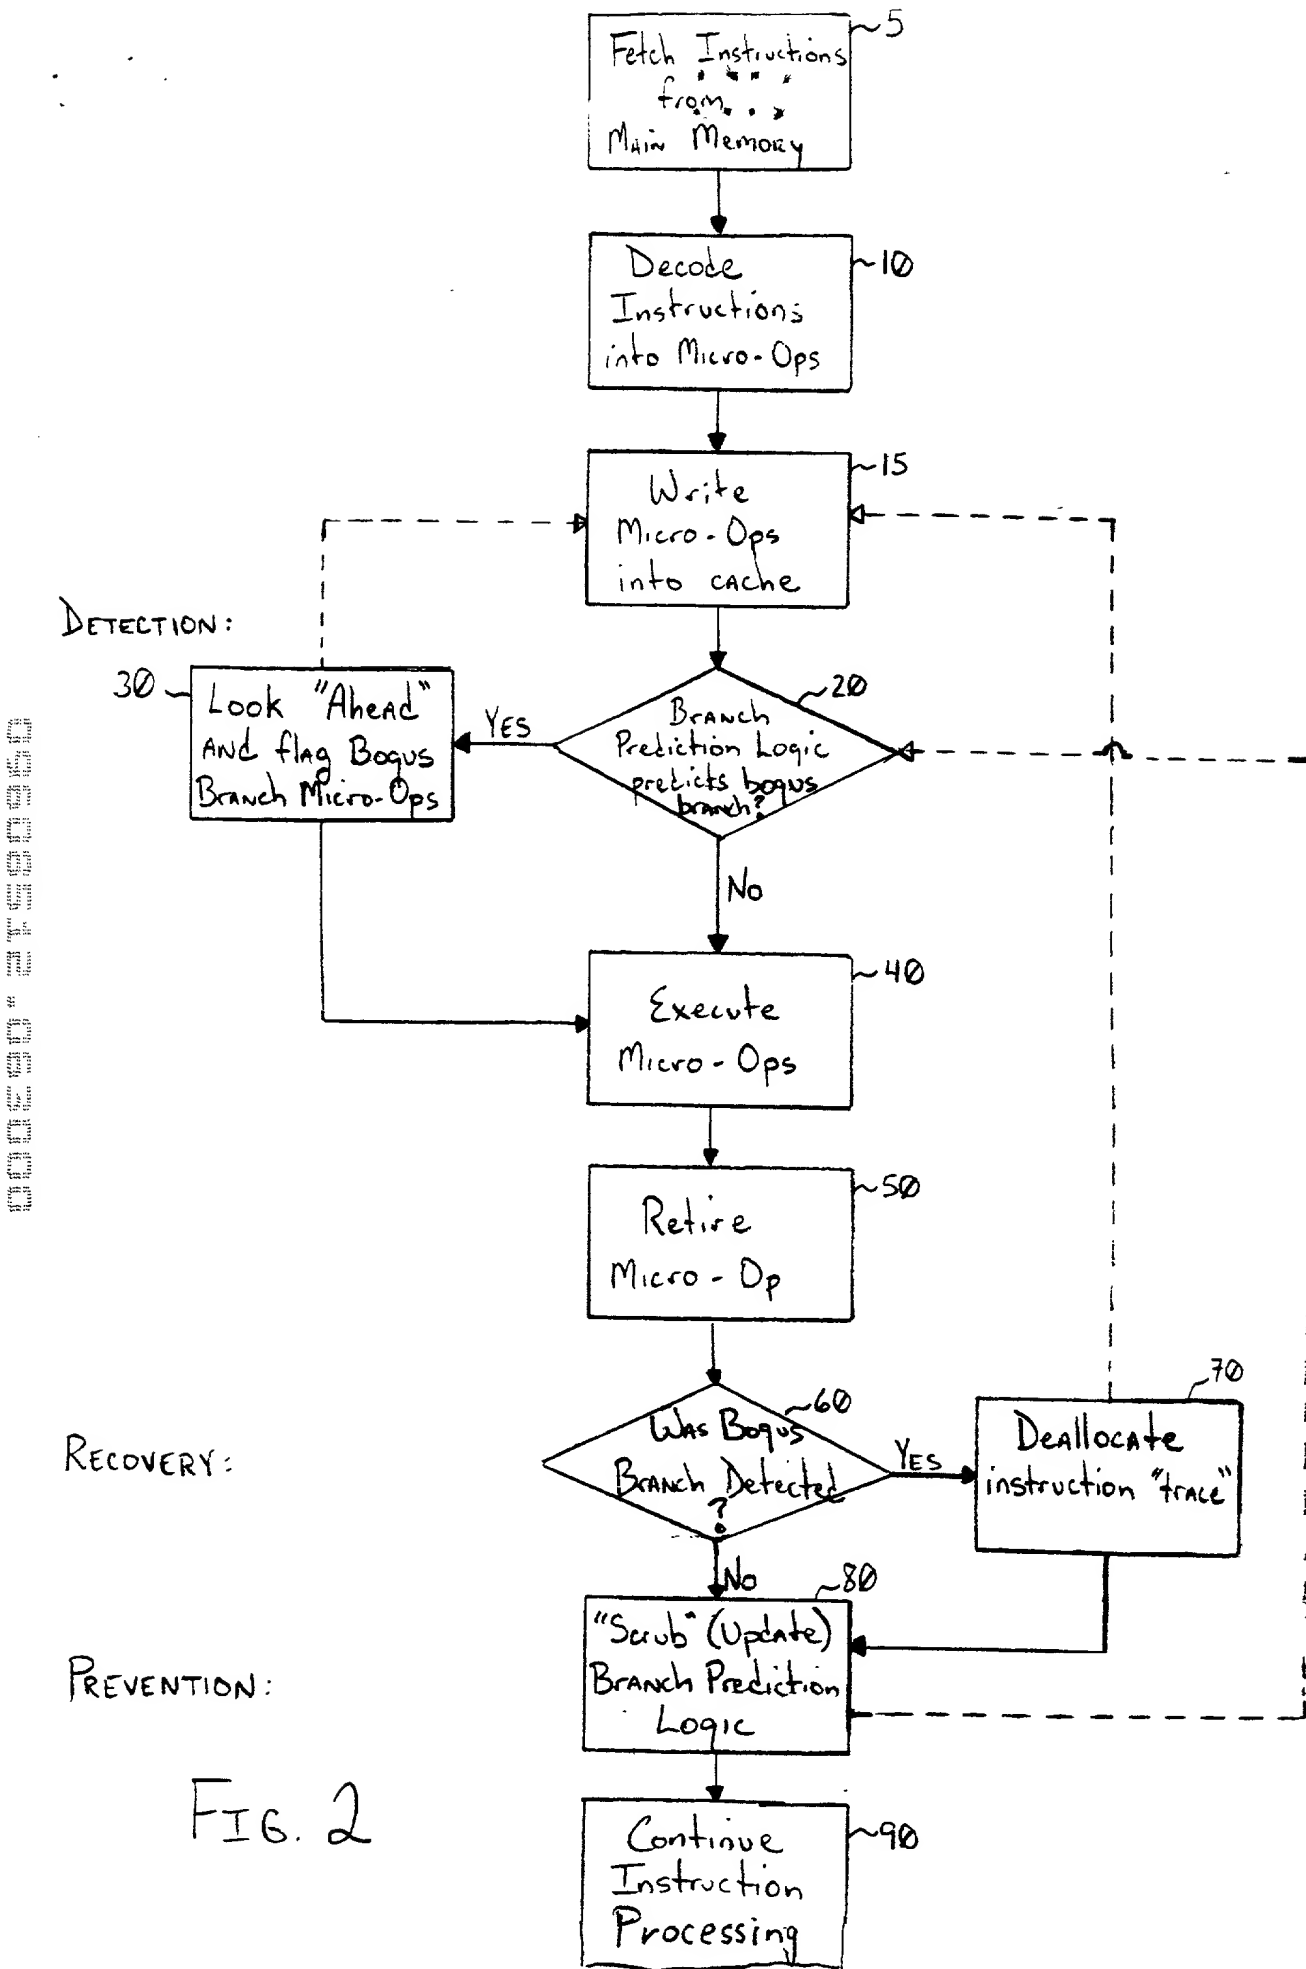 5
Fetch Instructions
from
Main Memory
10
Decode
Instructions
into Micro-Ops
15
Write
Micro-Ops
into cache
DETECTION:
30
Look "Ahead"
AND flag Bogus
Branch Micro-Ops
YES
20
Branch
Prediction Logic
predicts bogus
branch?
No
40
Execute
Micro-Ops
50
Retire
Micro-Op
RECOVERY:
60
Was Bogus
Branch Detected
?
YES
70
Deallocate
instruction "trace"
No
80
"Scrub" (Update)
Branch Prediction
Logic
PREVENTION:
FIG. 2
90
Continue
Instruction
Processing